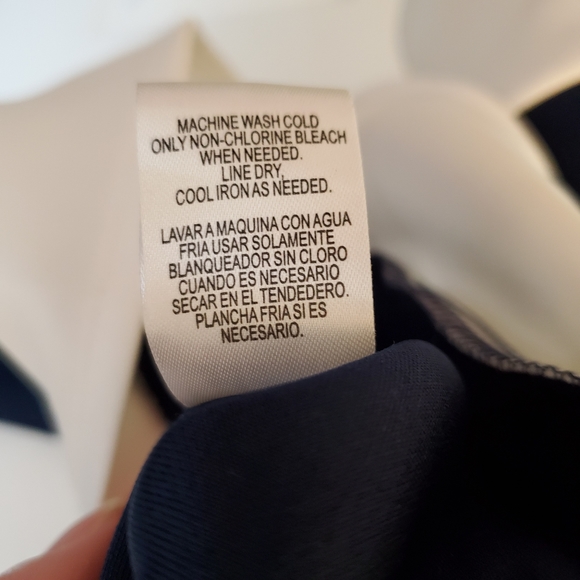 MACHINE WASH COLD
ONLY NON-CHLORINE BLEACH
WHEN NEEDED.
LINE DRY,
COOL IRON AS NEEDED.
LAVAR A MAQUINA CON AGUA
FRIA USAR SOLAMENTE
BLANQUEADOR SIN CLORO
CUANDO ES NECESARIO
SECAR EN EL TENDEDERO.
PLANCHA FRIA SI ES
NECESARIO.